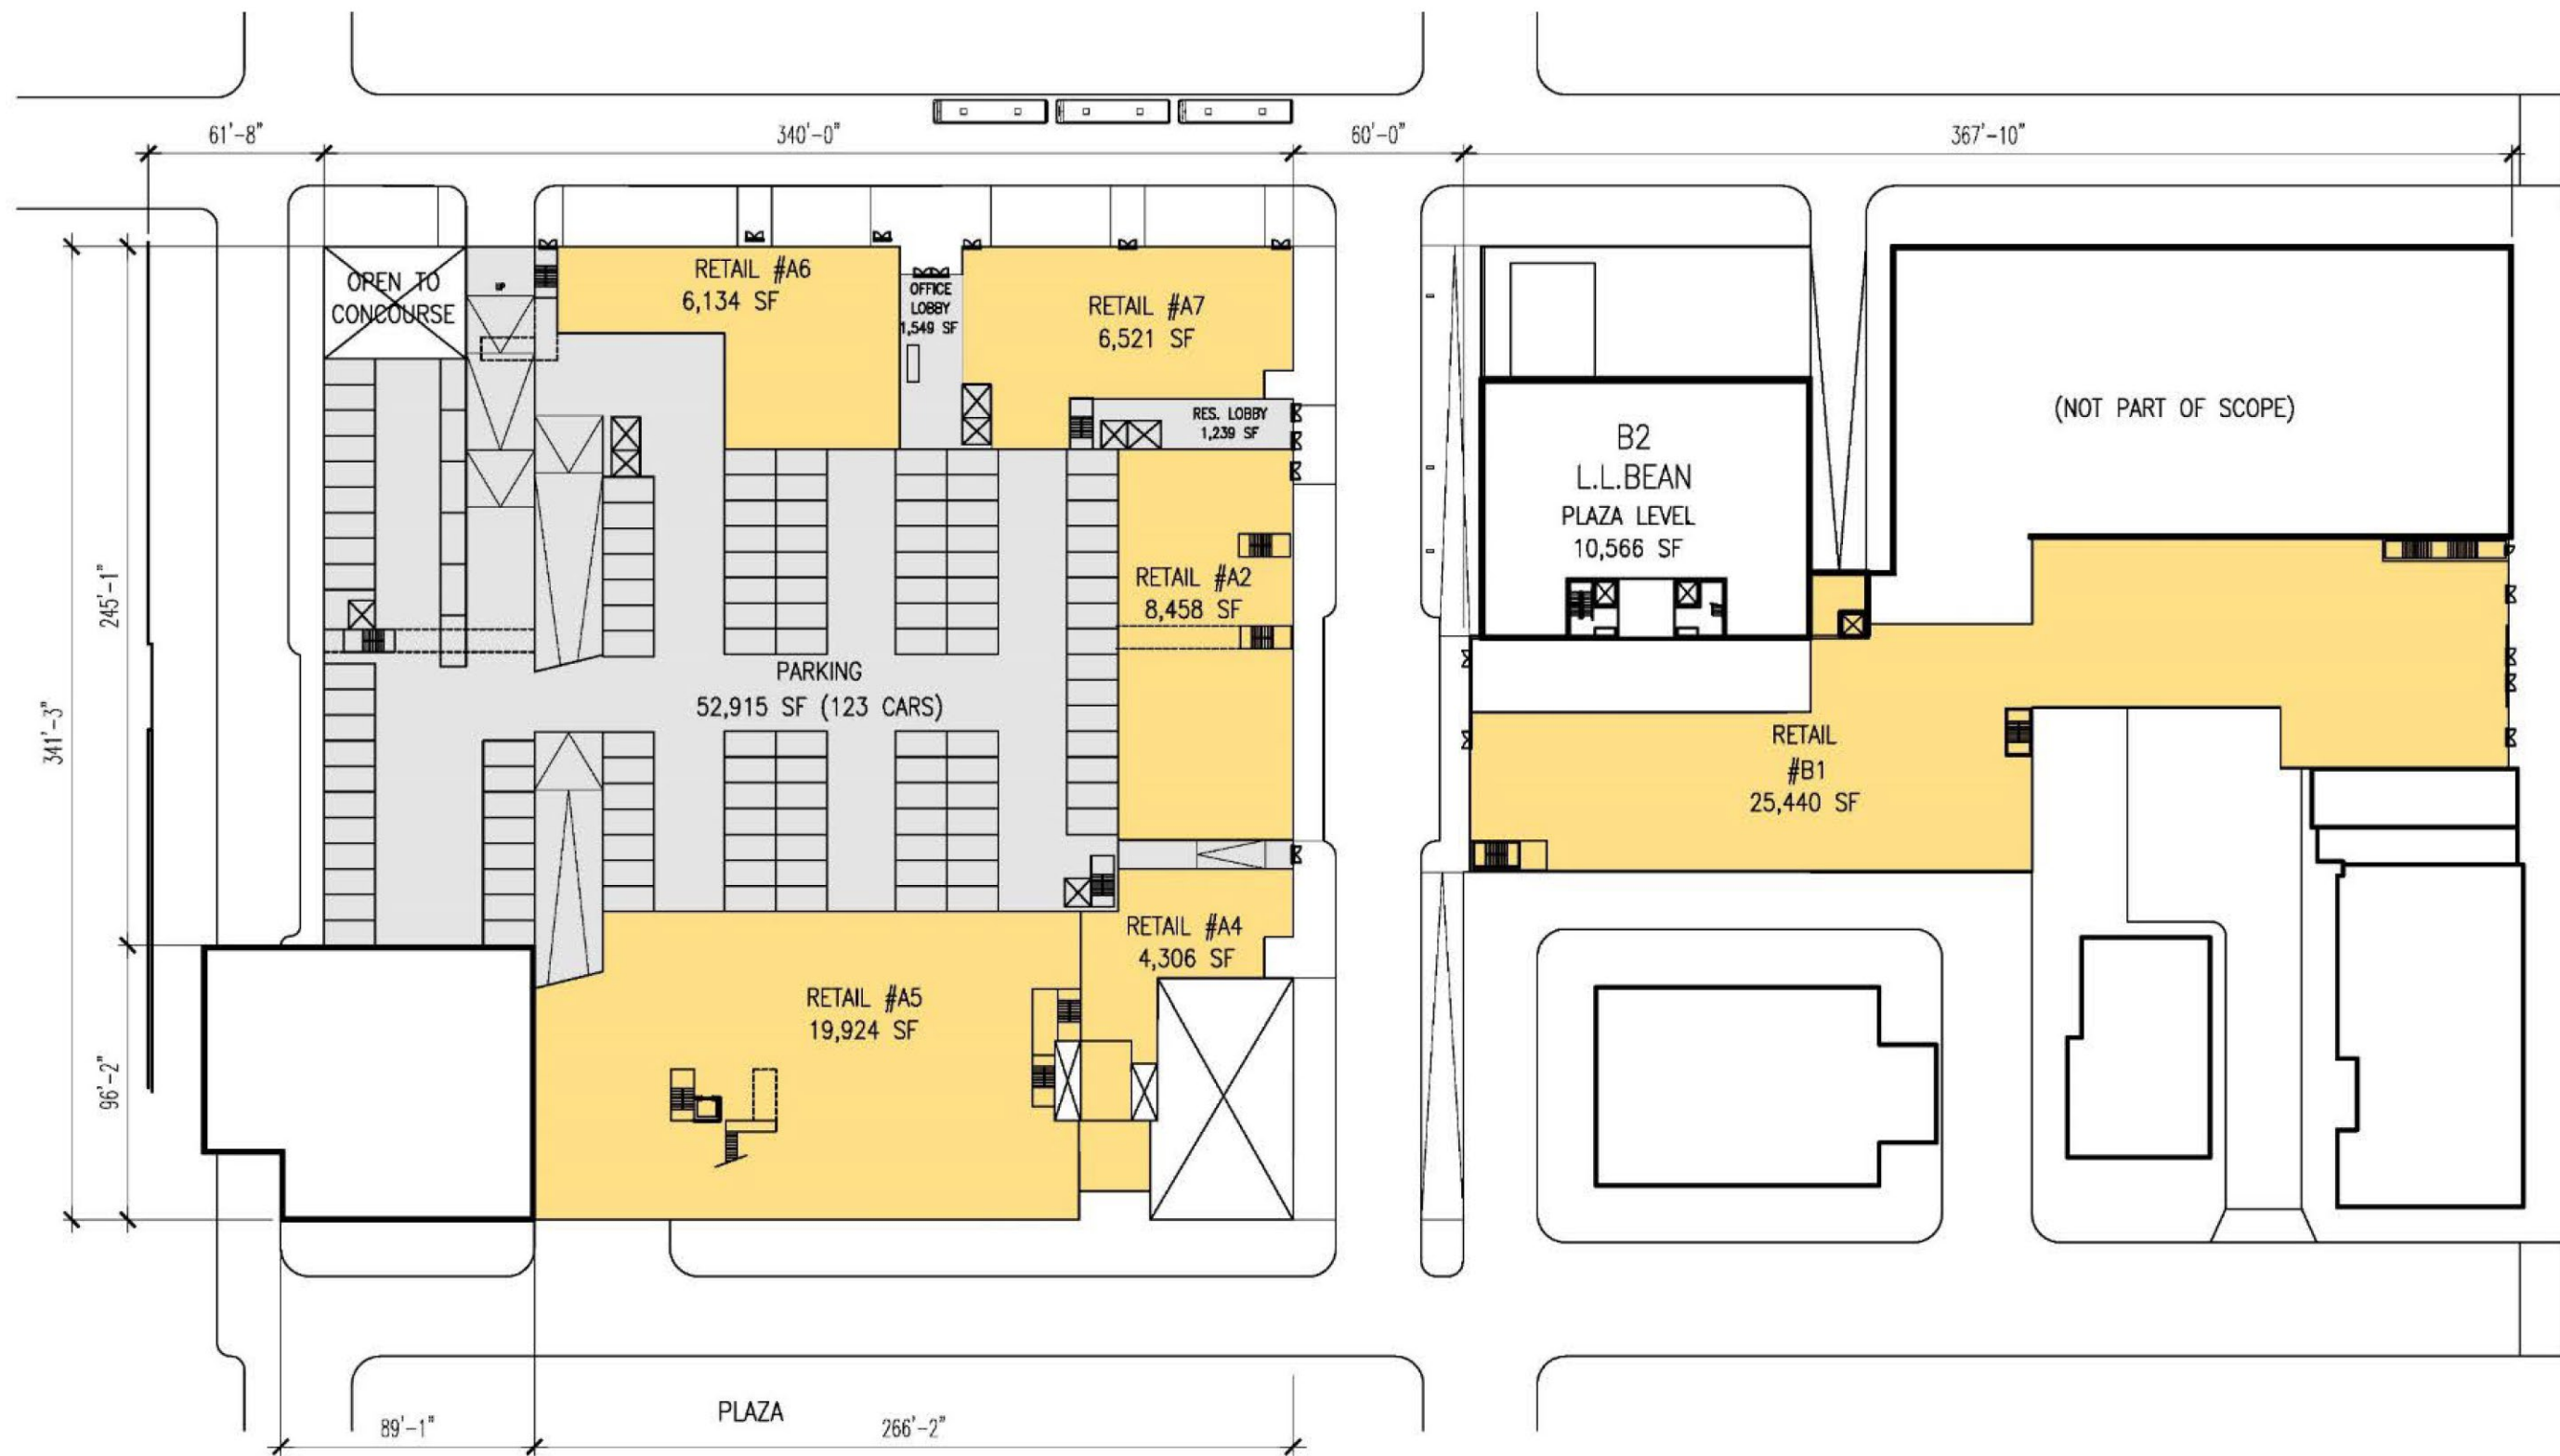 61'-8"
340'-0"
60'-0"
367'-10"
OPEN TO
CONCOURSE
UP
RETAIL #A6
6,134 SF
OFFICE
LOBBY
1,549 SF
RETAIL #A7
6,521 SF
RES. LOBBY
1,239 SF
(NOT PART OF SCOPE)
B2
L.L.BEAN
PLAZA LEVEL
10,566 SF
245'-1"
341'-3"
RETAIL #A2
8,458 SF
PARKING
52,915 SF (123 CARS)
RETAIL
#B1
25,440 SF
RETAIL #A4
4,306 SF
RETAIL #A5
19,924 SF
96'-2"
89'-1"
PLAZA
266'-2"